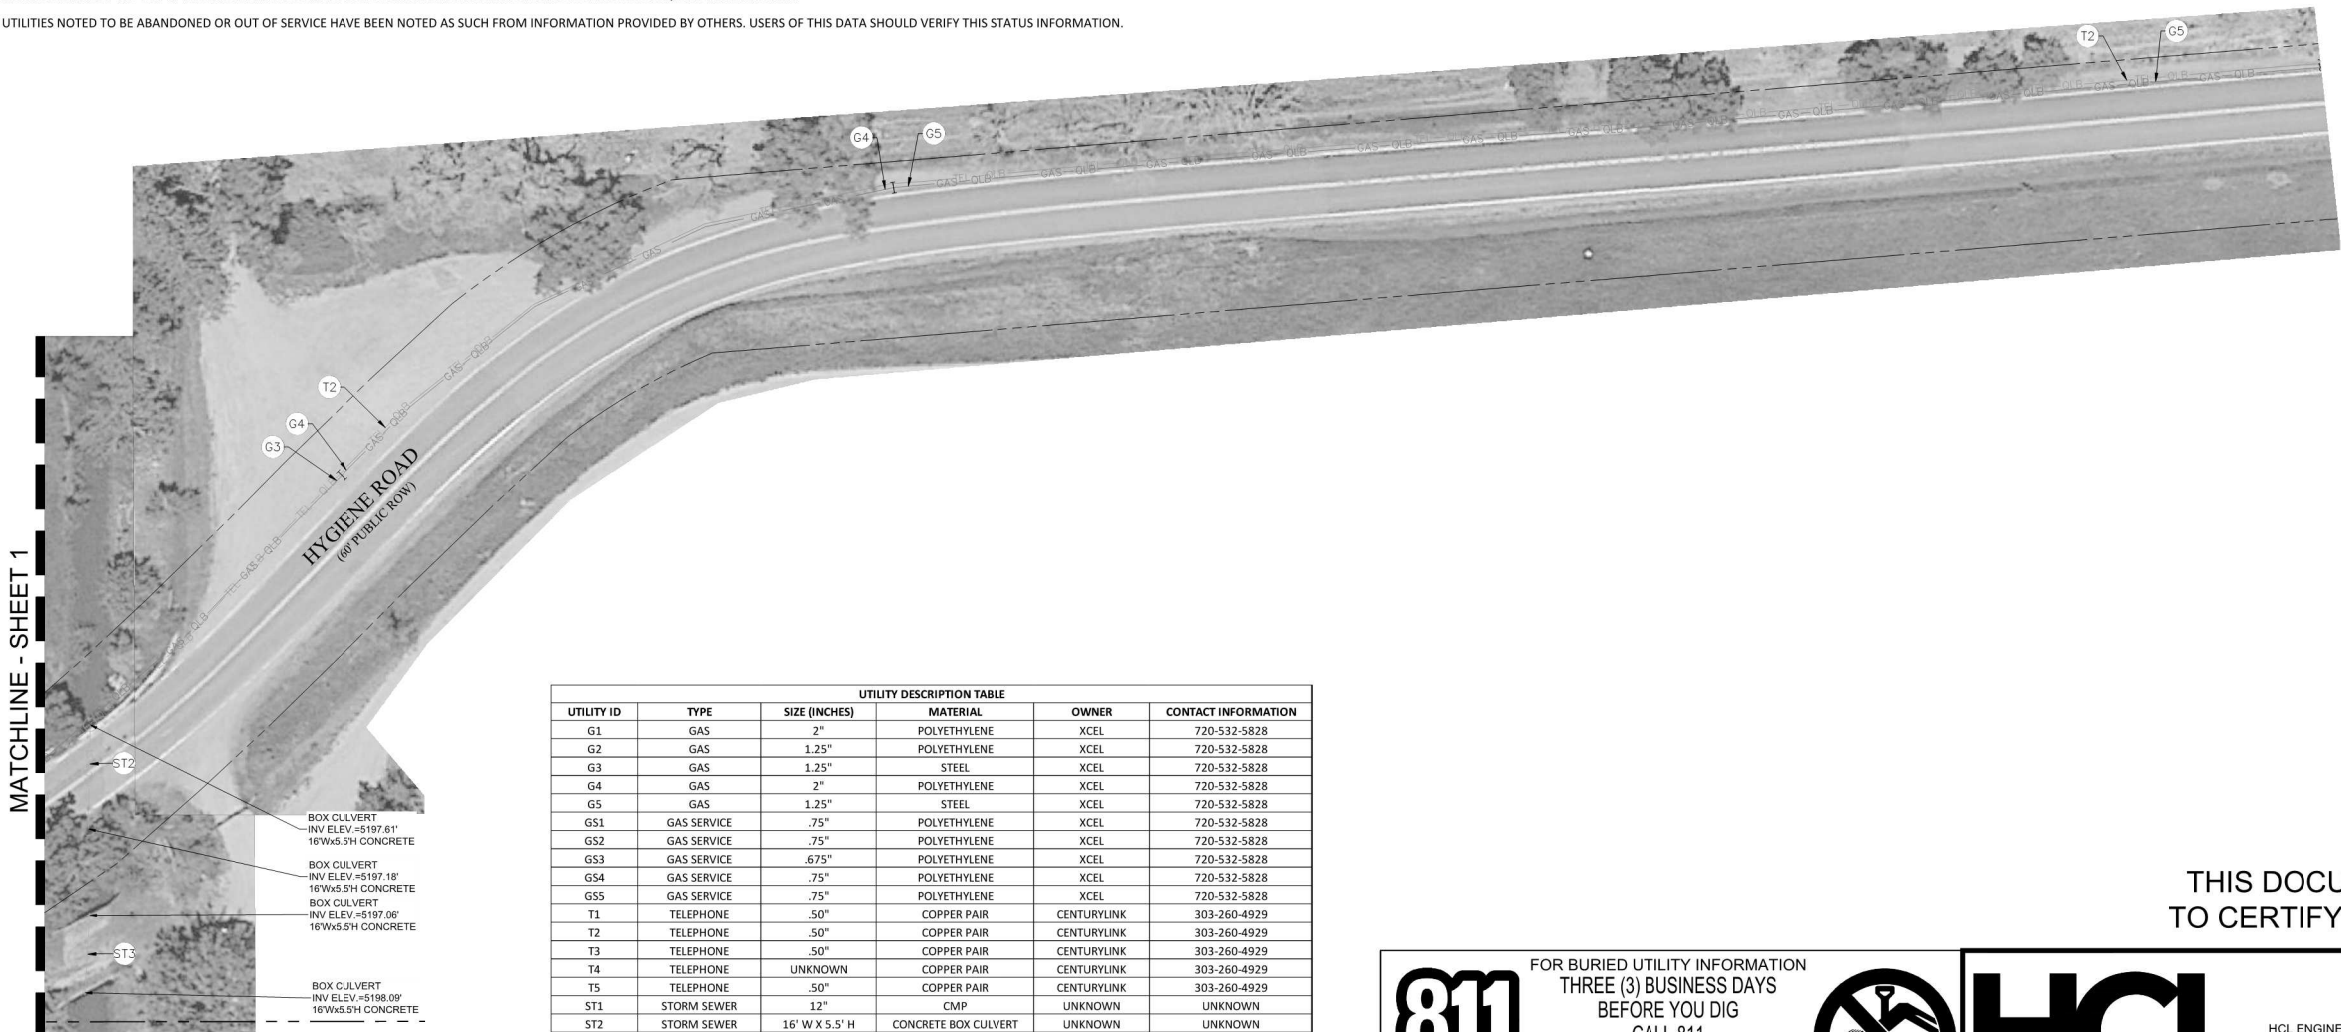 UTILITIES NOTED TO BE ABANDONED OR OUT OF SERVICE HAVE BEEN NOTED AS SUCH FROM INFORMATION PROVIDED BY OTHERS. USERS OF THIS DATA SHOULD VERIFY THIS STATUS INFORMATION.
T2
G5
G4
G5
T2
G4
G3
HYGIENE ROAD
(60' PUBLIC ROW)
MATCHLINE - SHEET 1
ST2
BOX CULVERT
INV ELEV.=5197.61'
16'Wx5.5'H CONCRETE
BOX CULVERT
INV ELEV.=5197.18'
16'Wx5.5'H CONCRETE
BOX CULVERT
INV ELEV.=5197.06'
16'Wx5.5'H CONCRETE
ST3
BOX CULVERT
INV ELEV.=5198.09'
16'Wx5.5'H CONCRETE
UTILITY DESCRIPTION TABLE
UTILITY ID TYPE SIZE (INCHES) MATERIAL OWNER CONTACT INFORMATION
G1 GAS 2" POLYETHYLENE XCEL 720-532-5828
G2 GAS 1.25" POLYETHYLENE XCEL 720-532-5828
G3 GAS 1.25" STEEL XCEL 720-532-5828
G4 GAS 2" POLYETHYLENE XCEL 720-532-5828
G5 GAS 1.25" STEEL XCEL 720-532-5828
GS1 GAS SERVICE .75" POLYETHYLENE XCEL 720-532-5828
GS2 GAS SERVICE .75" POLYETHYLENE XCEL 720-532-5828
GS3 GAS SERVICE .675" POLYETHYLENE XCEL 720-532-5828
GS4 GAS SERVICE .75" POLYETHYLENE XCEL 720-532-5828
GS5 GAS SERVICE .75" POLYETHYLENE XCEL 720-532-5828
T1 TELEPHONE .50" COPPER PAIR CENTURYLINK 303-260-4929
T2 TELEPHONE .50" COPPER PAIR CENTURYLINK 303-260-4929
T3 TELEPHONE .50" COPPER PAIR CENTURYLINK 303-260-4929
T4 TELEPHONE UNKNOWN COPPER PAIR CENTURYLINK 303-260-4929
T5 TELEPHONE .50" COPPER PAIR CENTURYLINK 303-260-4929
ST1 STORM SEWER 12" CMP UNKNOWN UNKNOWN
ST2 STORM SEWER 16' W X 5.5' H CONCRETE BOX CULVERT UNKNOWN UNKNOWN
THIS DOCU
TO CERTIFY
811
FOR BURIED UTILITY INFORMATION
THREE (3) BUSINESS DAYS
BEFORE YOU DIG
CALL 811
HCL
HCL ENGINE